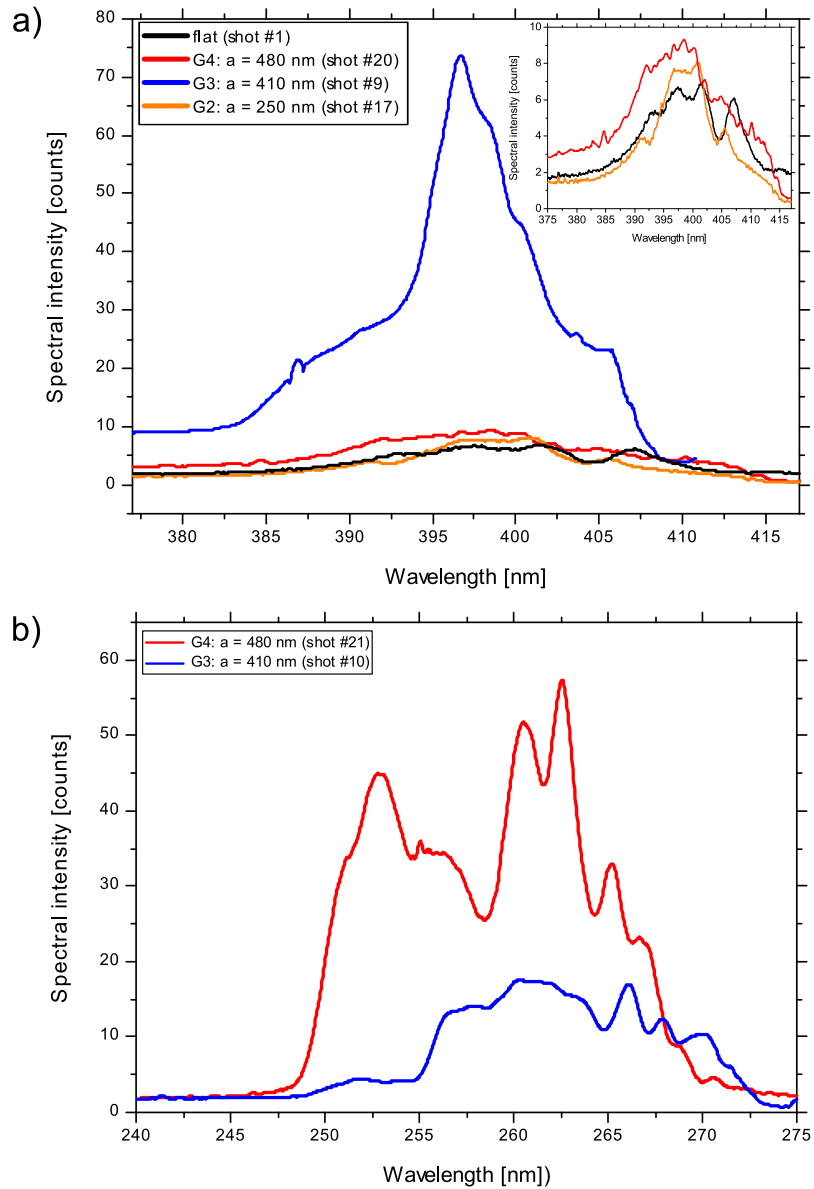 a)
flat (shot #1)
G4: a = 480 nm (shot #20)
G3: a = 410 nm (shot #9)
G2: a = 250 nm (shot #17)
80
70
60
50
40
30
20
10
0
Spectral intensity [counts]
380 385 390 395 400 405 410 415
Wavelength [nm]
10
8
6
4
2
0
Spectral intensity [counts]
375 380 385 390 395 400 405 410 415
Wavelength [nm]
b)
G4: a = 480 nm (shot #21)
G3: a = 410 nm (shot #10)
60
50
40
30
20
10
0
Spectral intensity [counts]
240 245 250 255 260 265 270 275
Wavelength [nm])